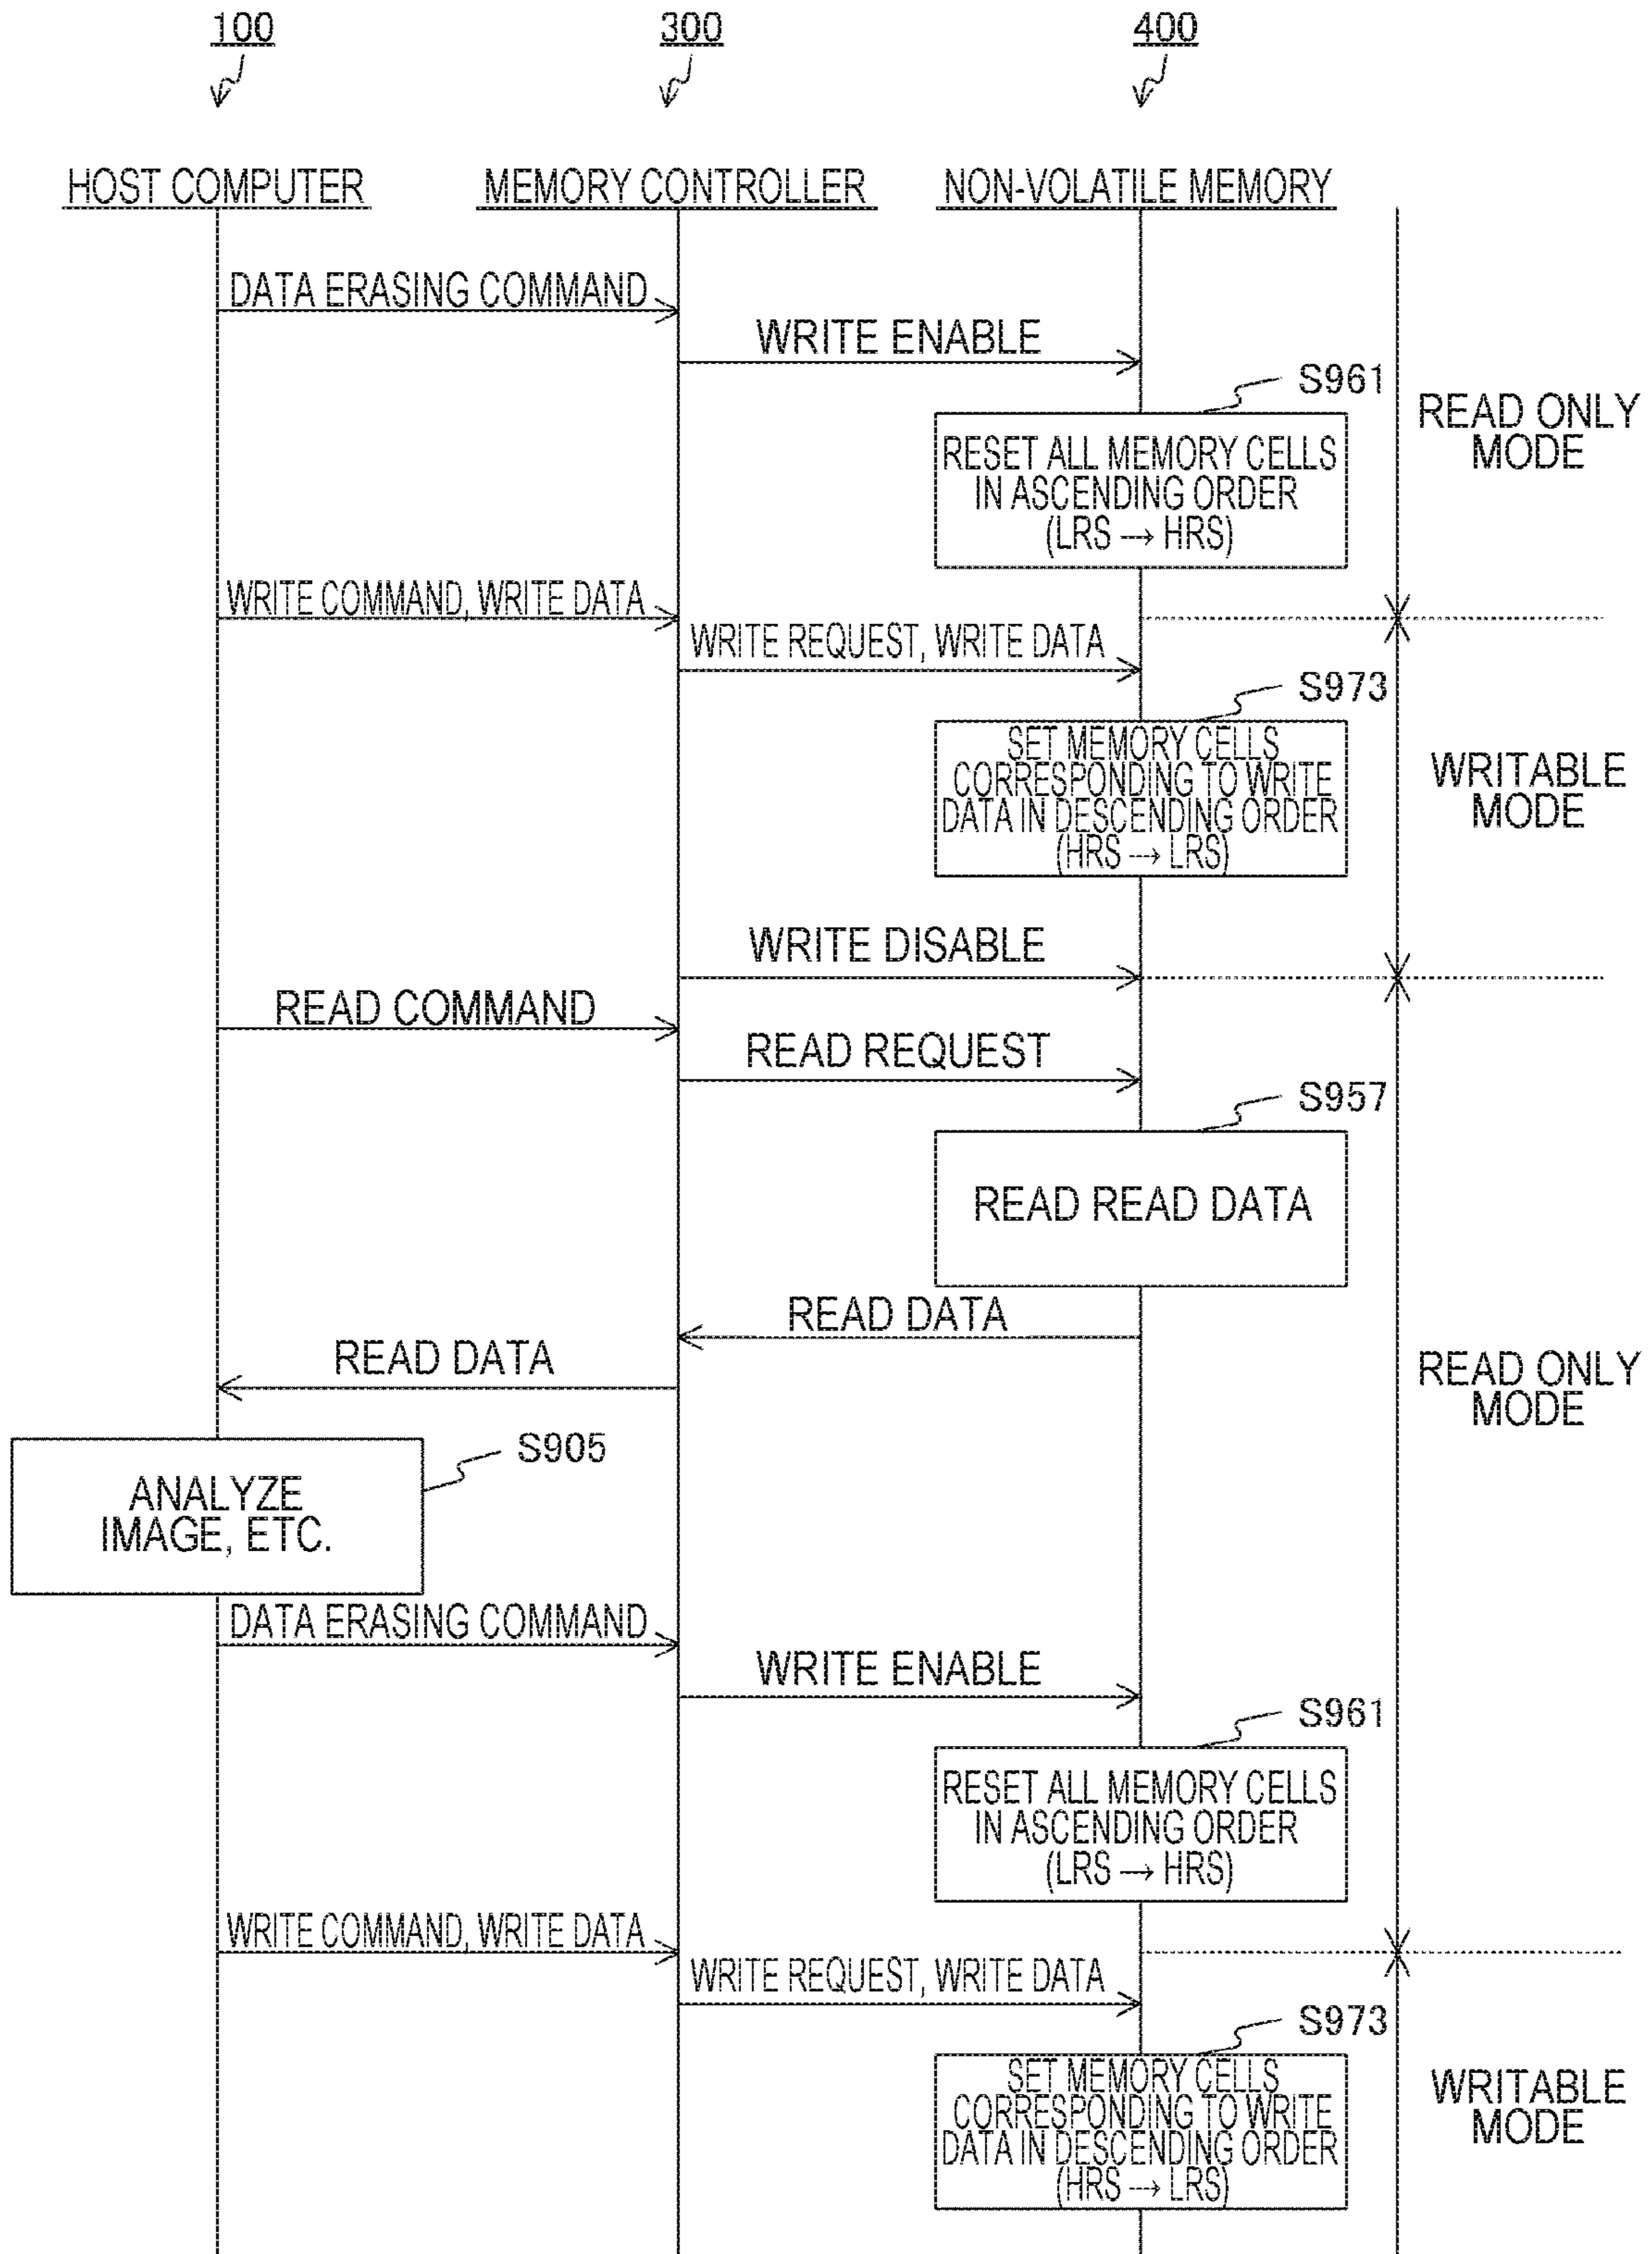 100
300
400
HOST COMPUTER
MEMORY CONTROLLER
NON-VOLATILE MEMORY
DATA ERASING COMMAND
WRITE ENABLE
S961
RESET ALL MEMORY CELLS
IN ASCENDING ORDER
(LRS → HRS)
READ ONLY
MODE
WRITE COMMAND, WRITE DATA
WRITE REQUEST, WRITE DATA
S973
SET MEMORY CELLS
CORRESPONDING TO WRITE
DATA IN DESCENDING ORDER
(HRS → LRS)
WRITABLE
MODE
WRITE DISABLE
READ COMMAND
READ REQUEST
S957
READ READ DATA
READ DATA
READ DATA
READ ONLY
MODE
S905
ANALYZE
IMAGE, ETC.
DATA ERASING COMMAND
WRITE ENABLE
S961
RESET ALL MEMORY CELLS
IN ASCENDING ORDER
(LRS → HRS)
WRITE COMMAND, WRITE DATA
WRITE REQUEST, WRITE DATA
S973
SET MEMORY CELLS
CORRESPONDING TO WRITE
DATA IN DESCENDING ORDER
(HRS → LRS)
WRITABLE
MODE